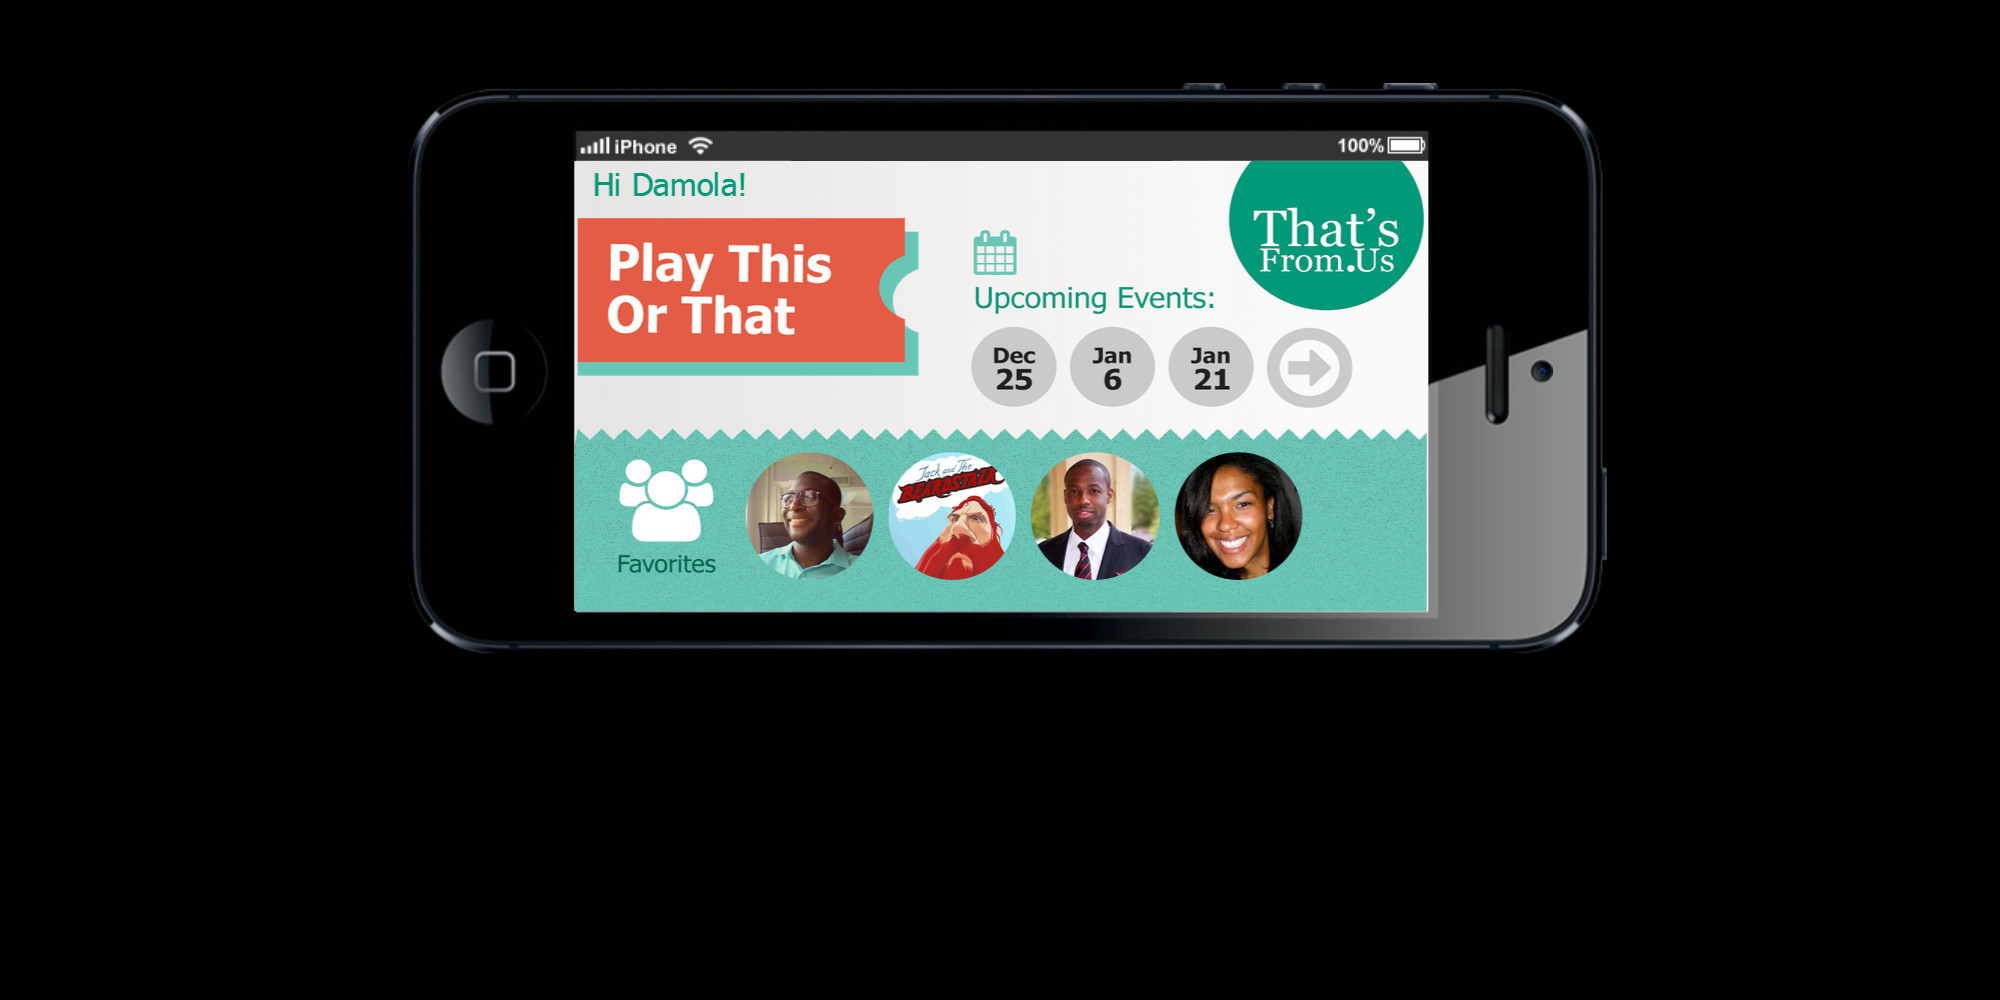 iPhone
100%
Hi Damola!
That's
From.Us
Play This
Or That
Upcoming Events:
Dec
25
Jan
6
Jan
21
Favorites
Jack and The
BEARDSTALK